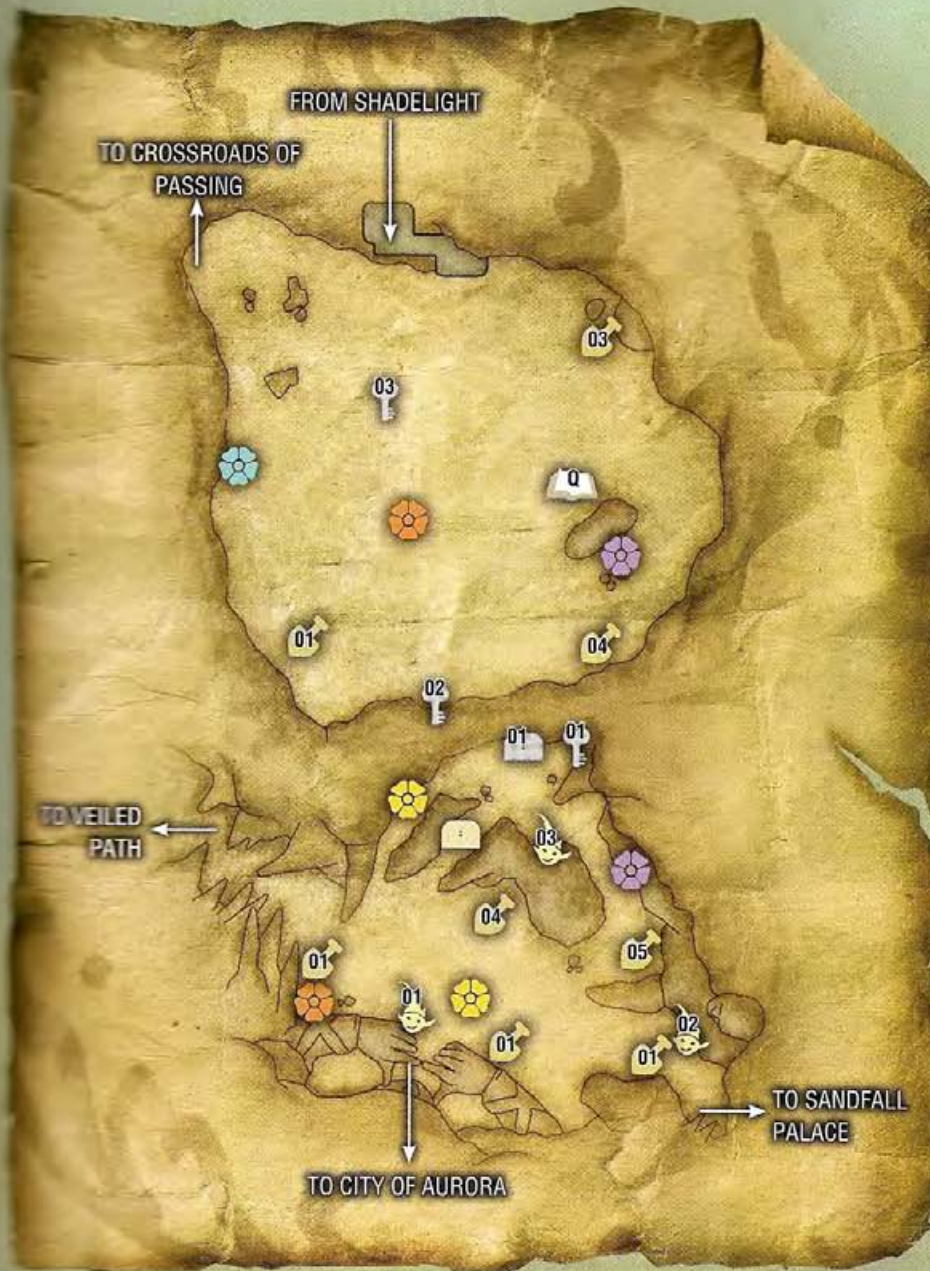 FROM SHADELIGHT
TO CROSSROADS OF
PASSING
03
03
Q
01
04
02
01
01
TO VEILED
PATH
03
04
05
01
01
02
01
01
TO SANDFALL
PALACE
TO CITY OF AURORA